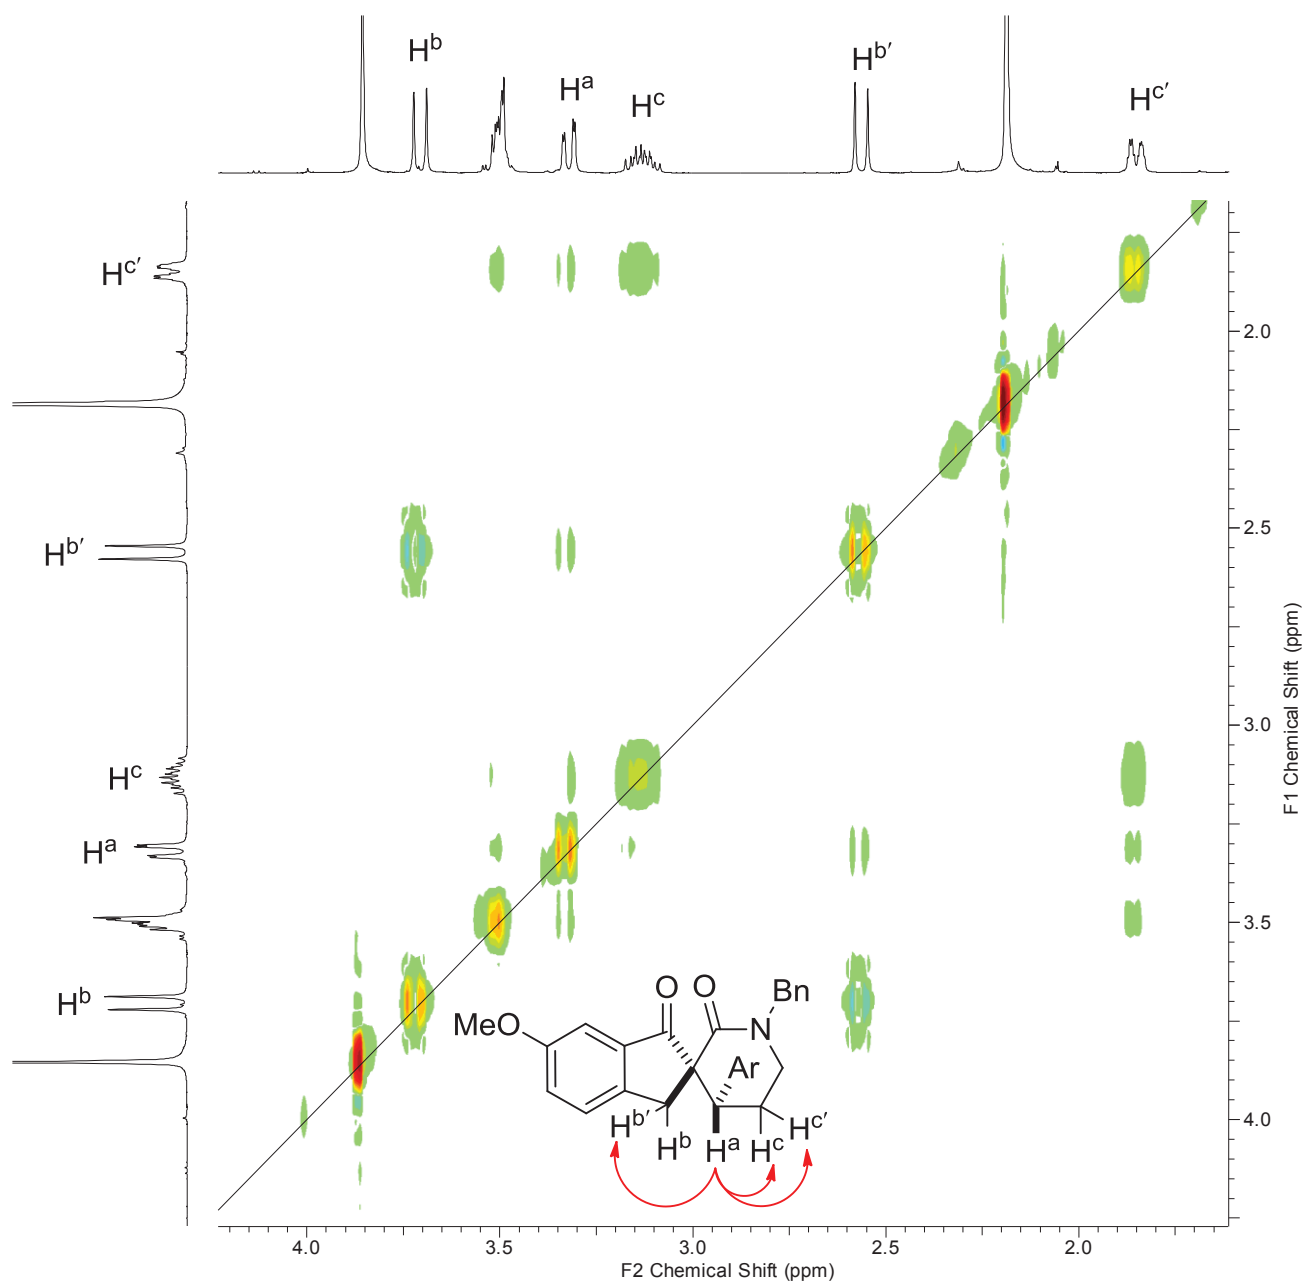 Hb
Ha
Hc
Hb′
Hc′
Hc′
Hb′
Hc
Ha
Hb
2.0
2.5
3.0
3.5
4.0
F1 Chemical Shift (ppm)
O
O
Bn
MeO
N
Ar
Hb′
Hb
Ha
Hc
Hc′
4.0 3.5 3.0 2.5 2.0
F2 Chemical Shift (ppm)